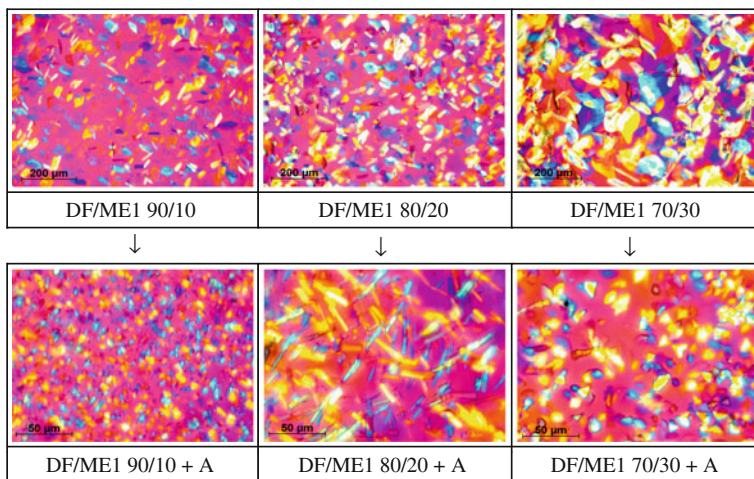 200 µm
200 µm
200 µm
DF/ME1 90/10
DF/ME1 80/20
DF/ME1 70/30
↓
↓
↓
50 µm
50 µm
50 µm
DF/ME1 90/10 + A
DF/ME1 80/20 + A
DF/ME1 70/30 + A